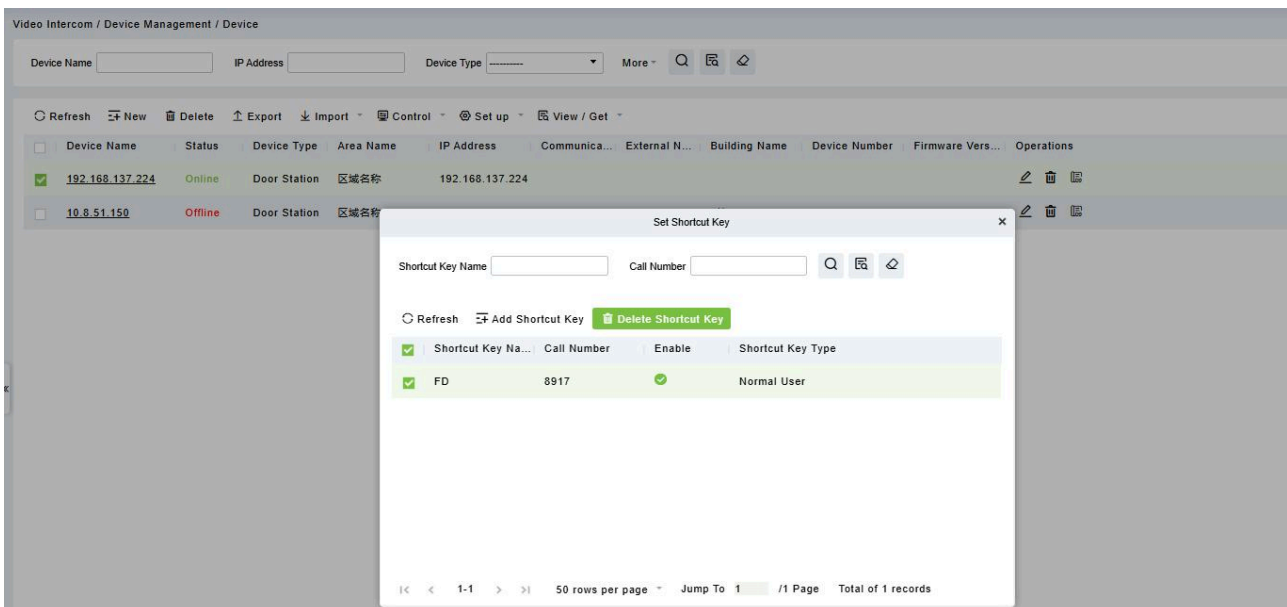 Video Intercom / Device Management / Device
Device Name IP Address Device Type ---------- More
Refresh New Delete Export Import Control Set up View / Get
Device Name Status Device Type Area Name IP Address Communica... External N... Building Name Device Number Firmware Vers... Operations
192.168.137.224 Online Door Station 区域名称 192.168.137.224
10.8.51.150 Offline Door Station 区域名称
Set Shortcut Key
Shortcut Key Name Call Number
Refresh Add Shortcut Key Delete Shortcut Key
Shortcut Key Na... Call Number Enable Shortcut Key Type
FD 8917 Normal User
1-1 50 rows per page Jump To 1 /1 Page Total of 1 records